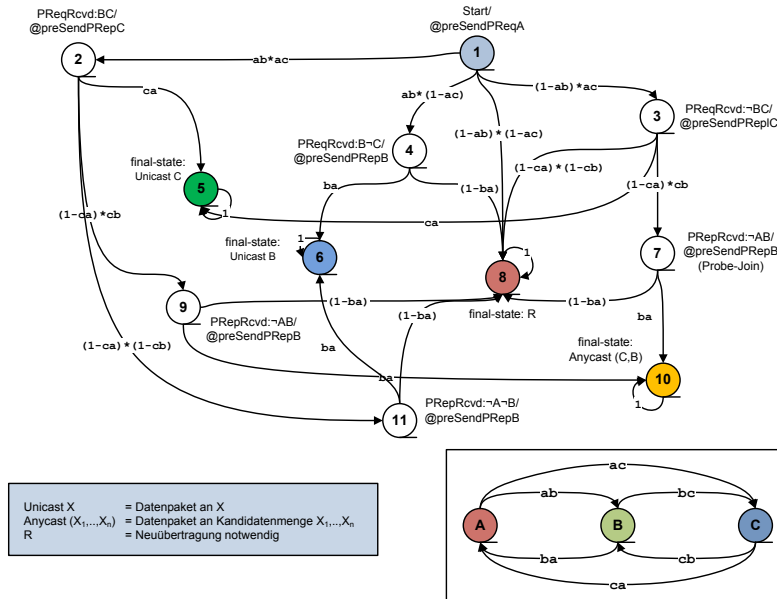 PReqRcvd:BC/
@preSendPRepC
2
Start/
@preSendPReqA
1
ab*ac
ca
ab*(1-ac)
(1-ab)*ac
(1-ab)*(1-ac)
PReqRcvd:¬BC/
@preSendPReplC
3
PReqRcvd:B¬C/
@preSendPRepB
4
final-state:
Unicast C
5
1
ba
(1-ba)
(1-ca)*(1-cb)
(1-ca)*cb
ca
(1-ca)*cb
final-state:
Unicast B
1
6
8
1
final-state: R
PRepRcvd:¬AB/
@preSendPRepB
(Probe-Join)
7
9
PRepRcvd:¬AB/
@preSendPRepB
(1-ba)
(1-ba)
(1-ba)
ba
(1-ca)*(1-cb)
ba
ba
final-state:
Anycast (C,B)
10
1
11
PRepRcvd:¬A¬B/
@preSendPRepB
Unicast X = Datenpaket an X
Anycast (X1,..,Xn) = Datenpaket an Kandidatenmenge X1,..,Xn
R = Neuübertragung notwendig
ac
ab
bc
A
B
C
ba
cb
ca